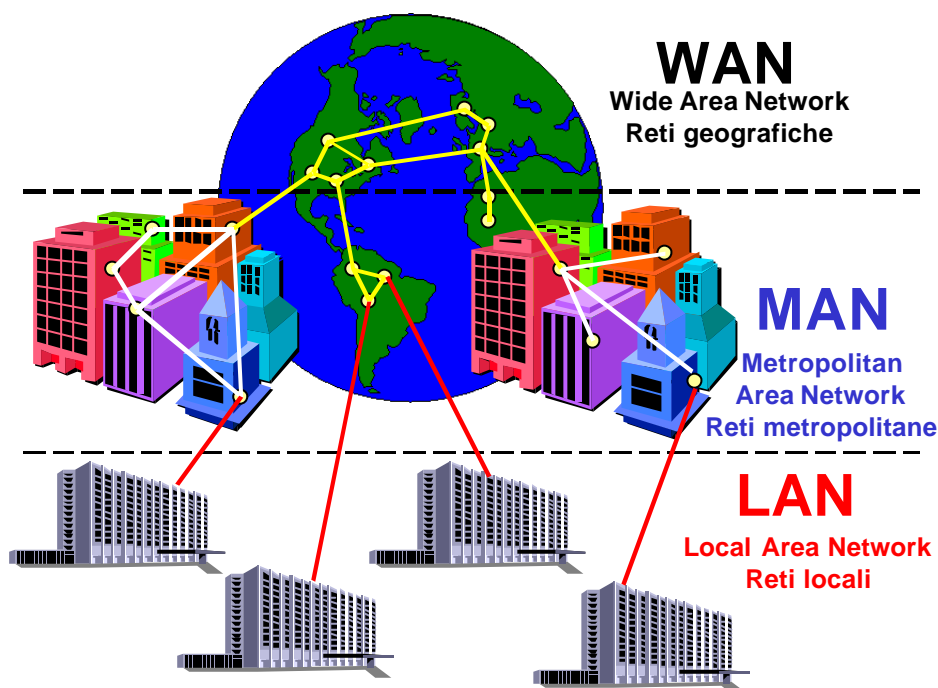 WAN
Wide Area Network
Reti geografiche
MAN
Metropolitan
Area Network
Reti metropolitane
LAN
Local Area Network
Reti locali